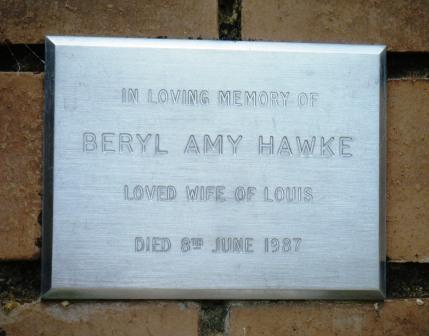 IN LOVING MEMORY OF
BERYL AMY HAWKE
LOVED WIFE OF LOUIS
DIED 8TH JUNE 1987